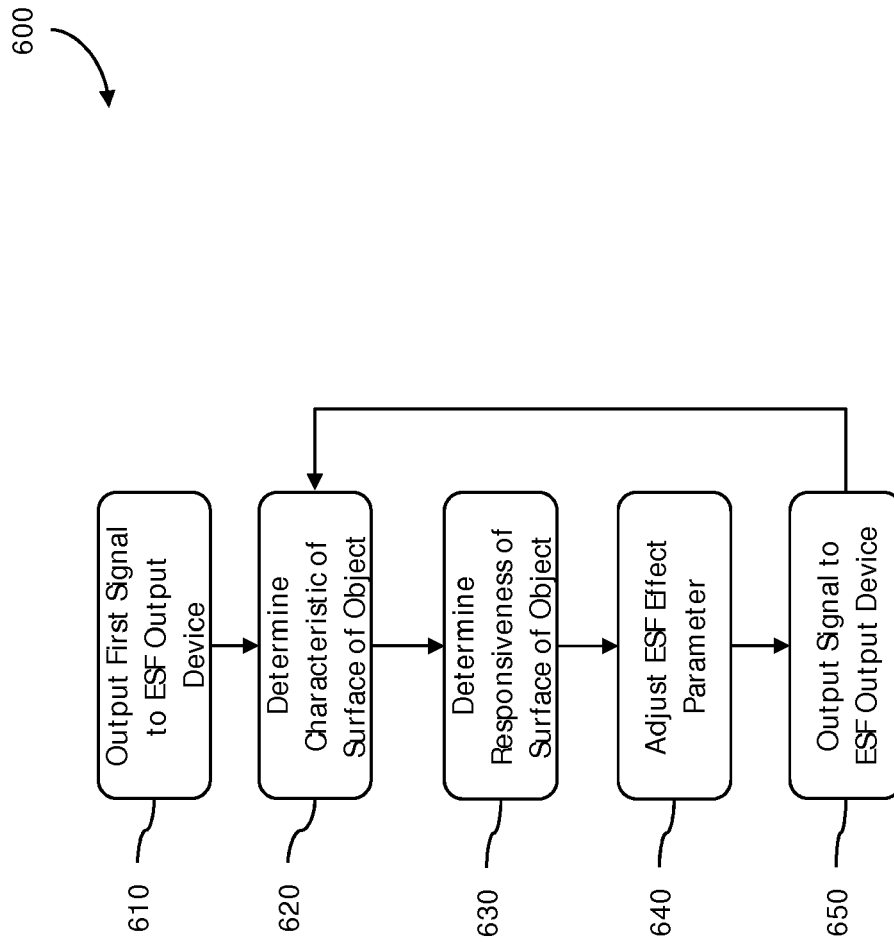 600
610
Output First Signal
to ESF Output
Device
620
Determine
Characteristic of
Surface of Object
630
Determine
Responsiveness of
Surface of Object
640
Adjust ESF Effect
Parameter
650
Output Signal to
ESF Output Device